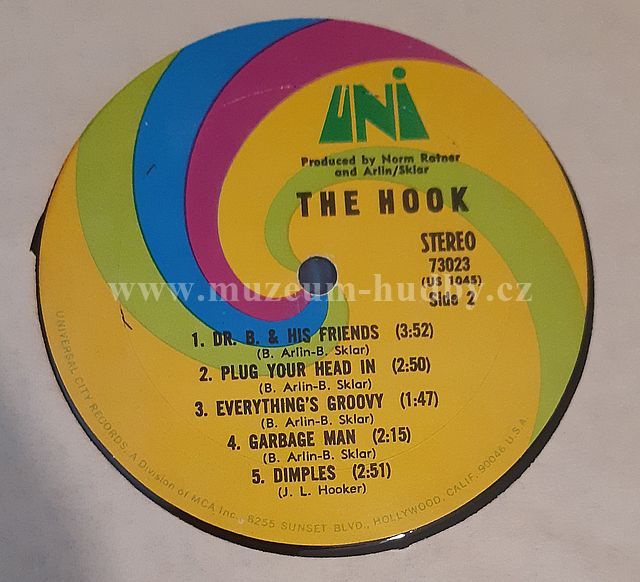 UNI
Produced by Norm Ratner
and Arlin/Sklar
THE HOOK
STEREO
73023
(US 1045)
Side 2
www.muzeum-hudby.cz
1. DR. B. & HIS FRIENDS (3:52)
(B. Arlin-B. Sklar)
2. PLUG YOUR HEAD IN (2:50)
(B. Arlin-B. Sklar)
3. EVERYTHING'S GROOVY (1:47)
(B. Arlin-B. Sklar)
4. GARBAGE MAN (2:15)
(B. Arlin-B. Sklar)
5. DIMPLES (2:51)
(J. L. Hooker)
UNIVERSAL CITY RECORDS, A Division of MCA Inc., 8255 SUNSET BLVD., HOLLYWOOD, CALIF. 90046 U.S.A.